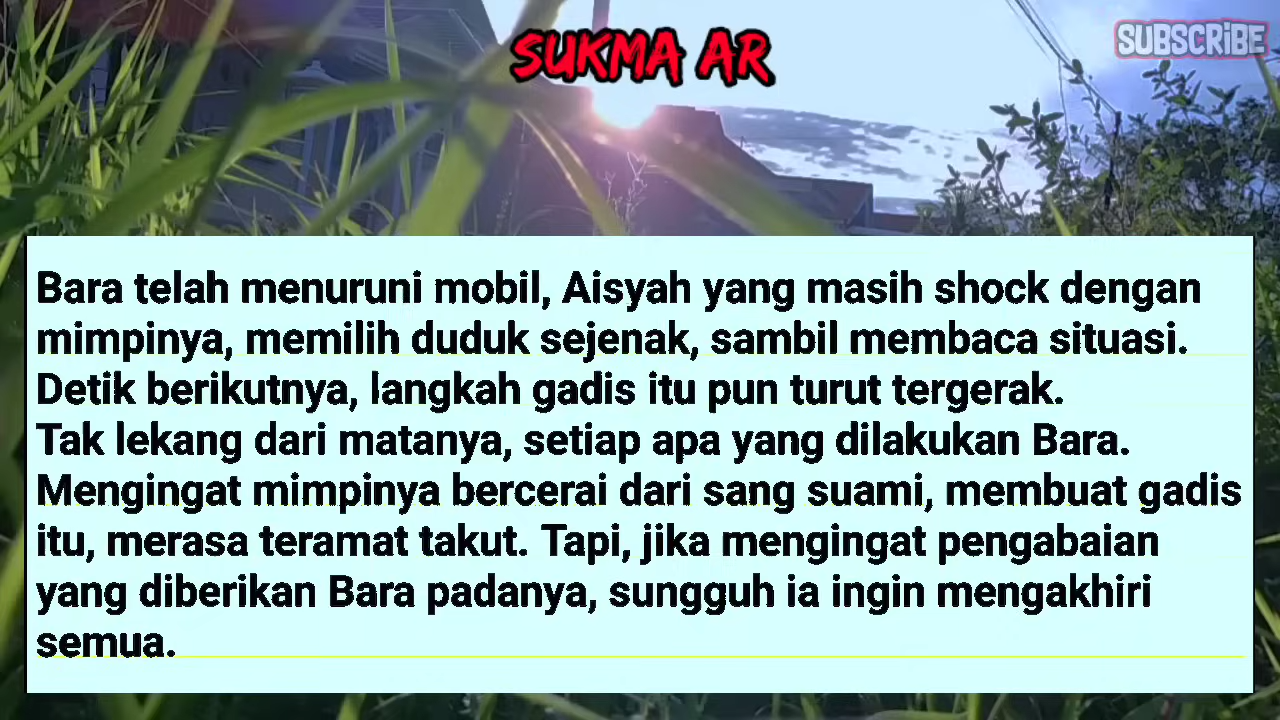 SUKMA AR
SUBSCRiBE
Bara telah menuruni mobil, Aisyah yang masih shock dengan
mimpinya, memilih duduk sejenak, sambil membaca situasi.
Detik berikutnya, langkah gadis itu pun turut tergerak.
Tak lekang dari matanya, setiap apa yang dilakukan Bara.
Mengingat mimpinya bercerai dari sang suami, membuat gadis
itu, merasa teramat takut. Tapi, jika mengingat pengabaian
yang diberikan Bara padanya, sungguh ia ingin mengakhiri
semua.